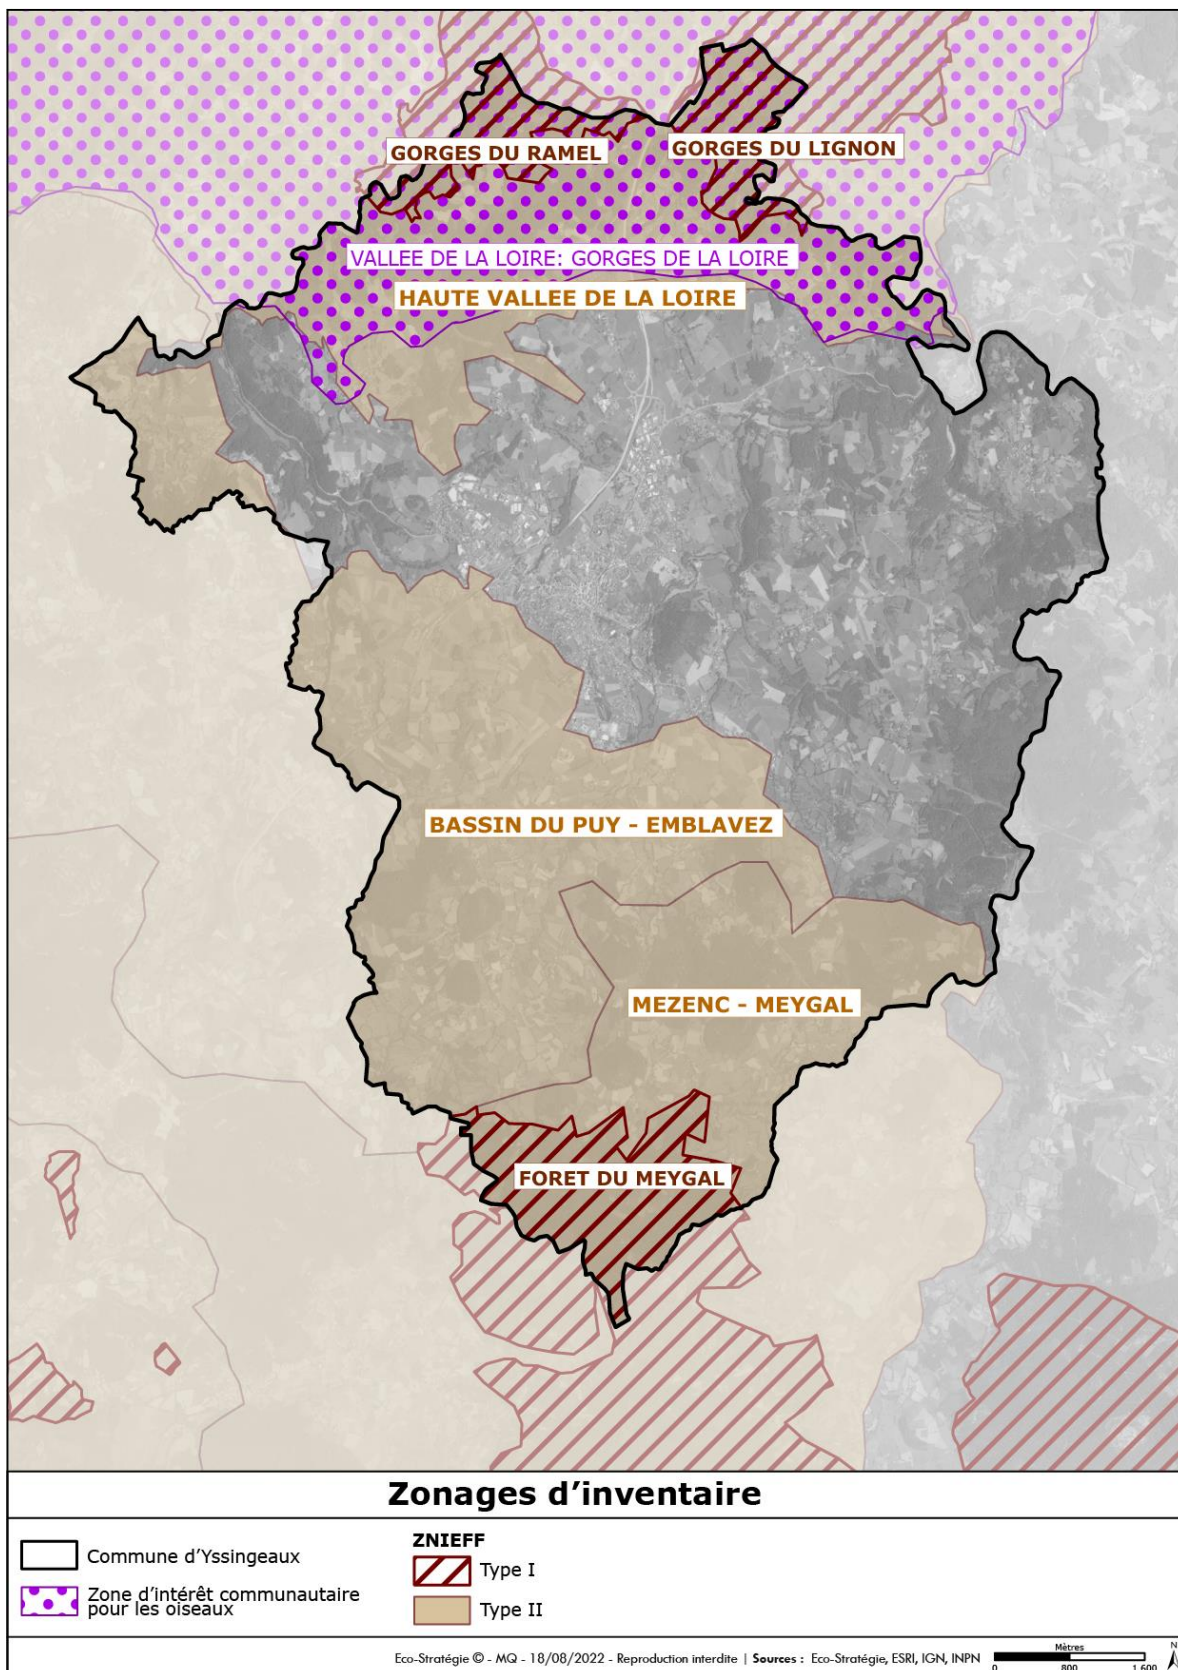 GORGES DU RAMEL
GORGES DU LIGNON
VALLEE DE LA LOIRE: GORGES DE LA LOIRE
HAUTE VALLEE DE LA LOIRE
BASSIN DU PUY - EMBLAVEZ
MEZENC - MEYGAL
FORET DU MEYGAL
Zonages d'inventaire
Commune d'Yssingeaux
Zone d'intérêt communautaire
pour les oiseaux
ZNIEFF
Type I
Type II
Eco-Stratégie © - MQ - 18/08/2022 - Reproduction interdite | Sources : Eco-Stratégie, ESRI, IGN, INPN
Mètres
0 800 1 600
N